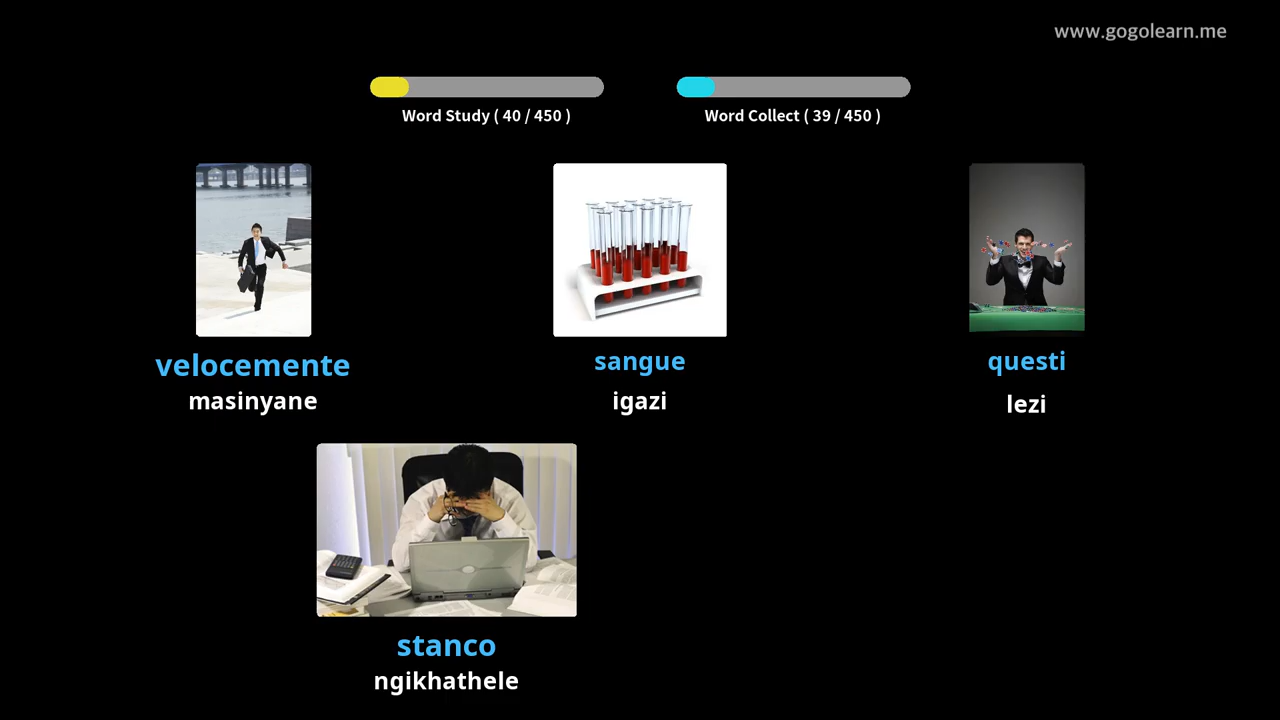 www.gogolearn.me
Word Study ( 40 / 450 )
Word Collect ( 39 / 450 )
velocemente
masinyane
sangue
igazi
questi
lezi
stanco
ngikhathele